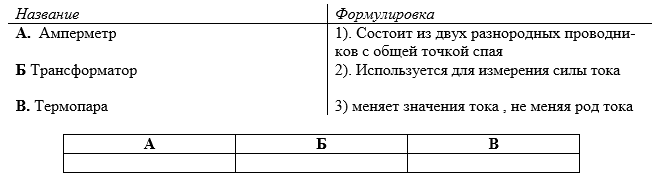 Название Формулировка
А. Амперметр 1). Состоит из двух разнородных проводни-
ков с общей точкой спая
Б Трансформатор 2). Используется для измерения силы тока
В. Термопара 3) меняет значения тока , не меняя род тока
А Б В